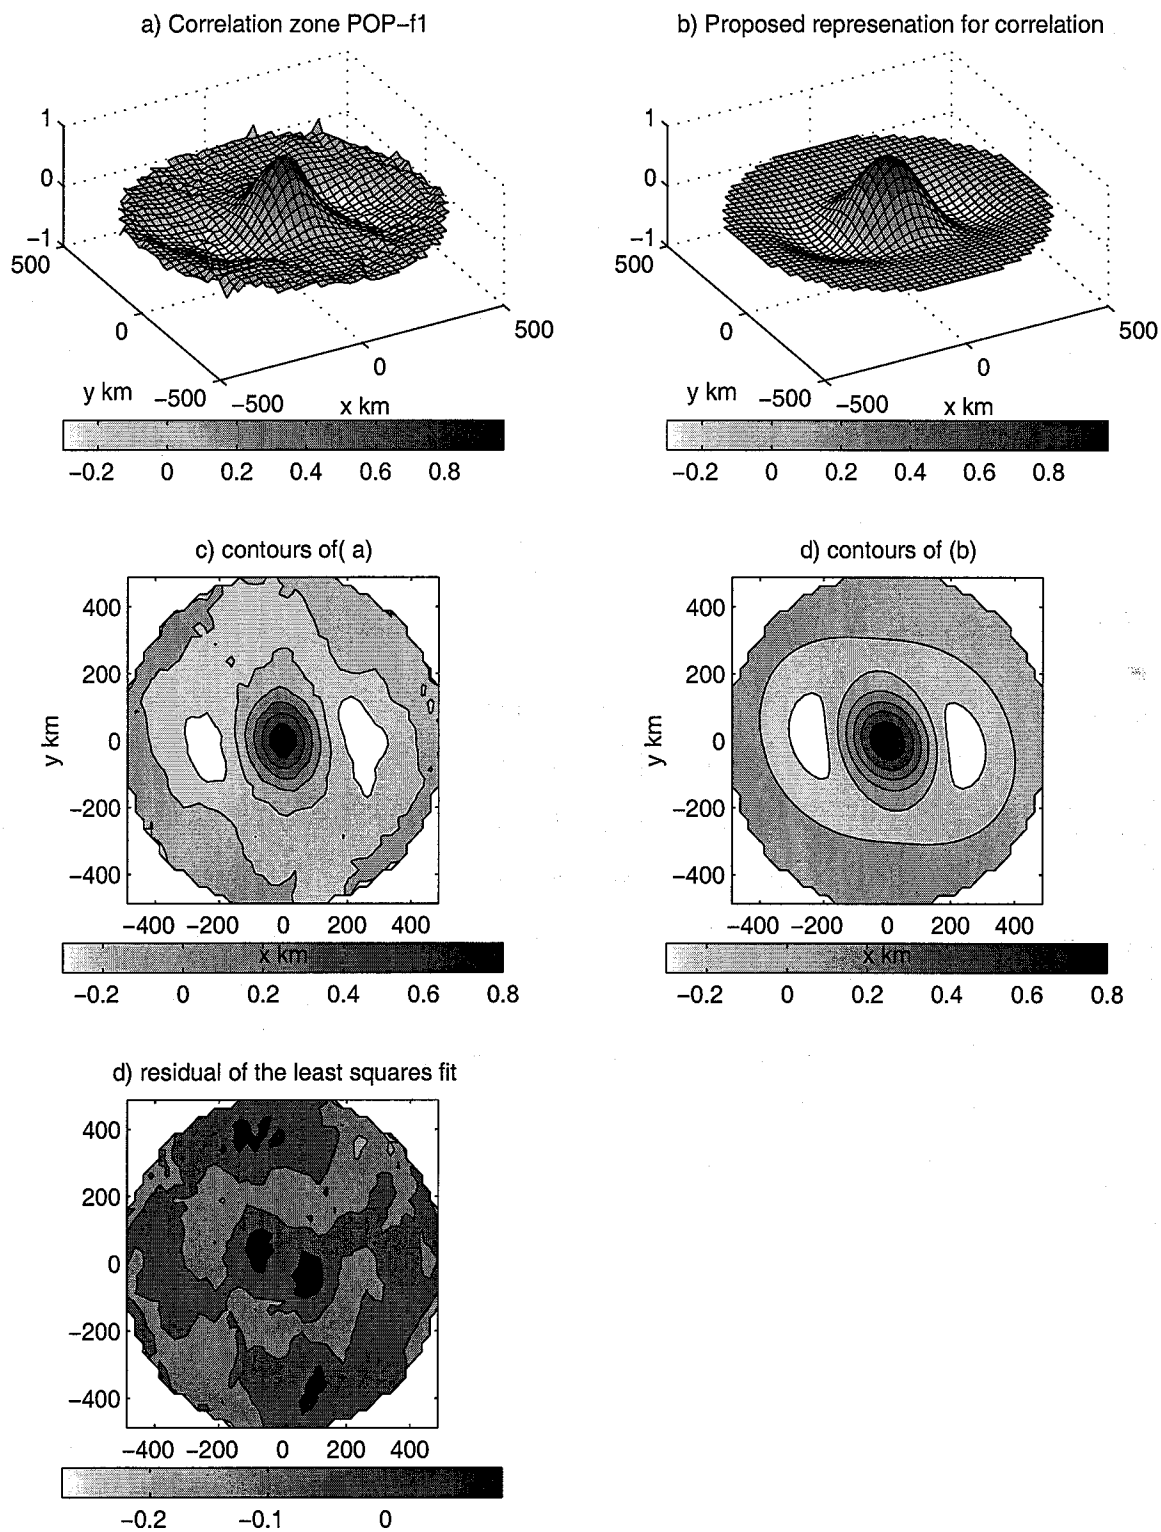 a) Correlation zone POP−f1
b) Proposed represenation for correlation
1
0
−1
500
0
−500
y km
−500
0
500
x km
−0.2 0 0.2 0.4 0.6 0.8
1
0
−1
500
0
−500
y km
−500
0
500
x km
−0.2 0 0.2 0.4 0.6 0.8
c) contours of( a)
400
200
0
−200
−400
y km
−400 −200 0 200 400
x km
−0.2 0 0.2 0.4 0.6 0.8
d) contours of (b)
400
200
0
−200
−400
y km
−400 −200 0 200 400
x km
−0.2 0 0.2 0.4 0.6 0.8
d) residual of the least squares fit
400
200
0
−200
−400
−400 −200 0 200 400
−0.2 −0.1 0